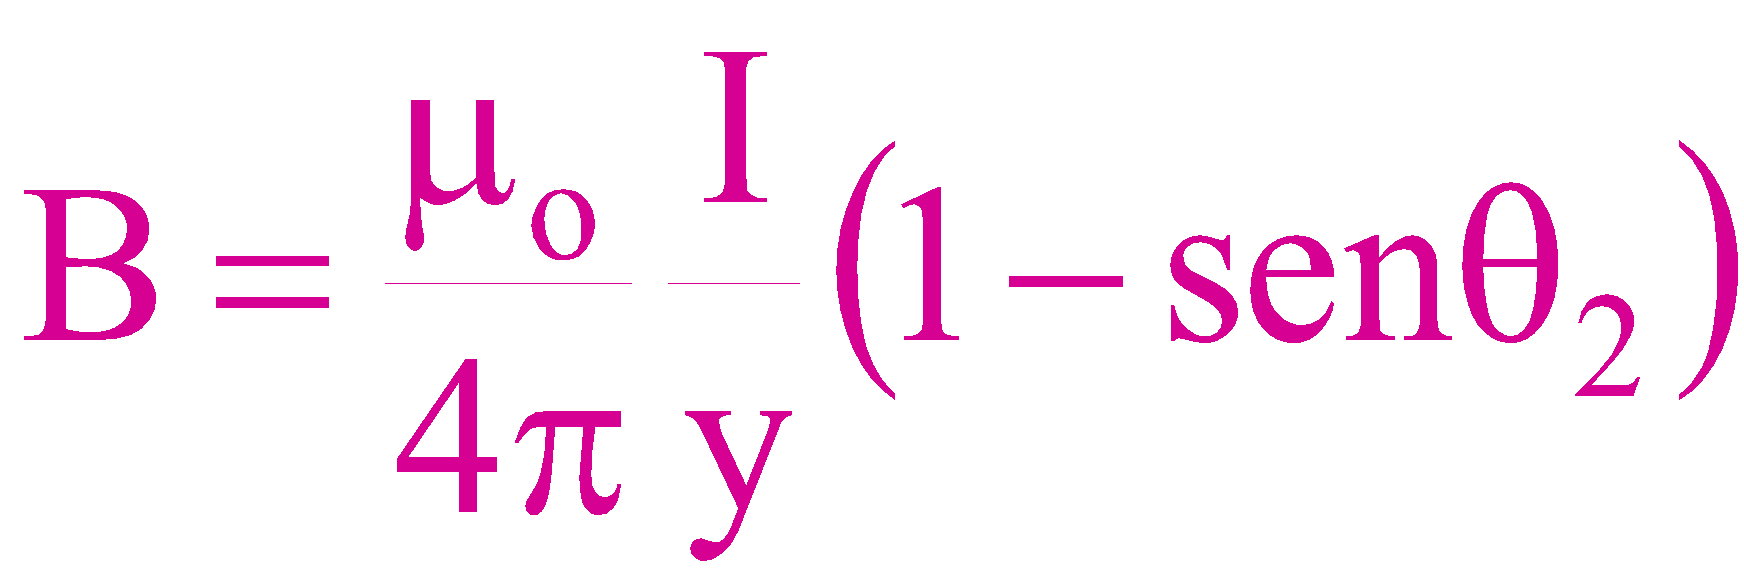 B = μo/4π I/y (1 − senθ2)